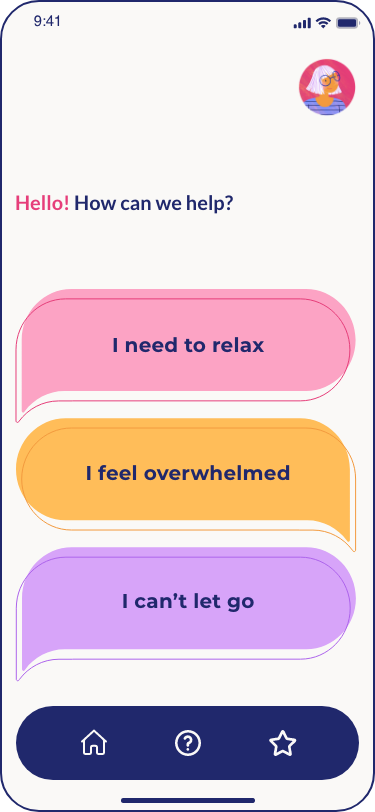 9:41
Hello! How can we help?
I need to relax
I feel overwhelmed
I can’t let go
?